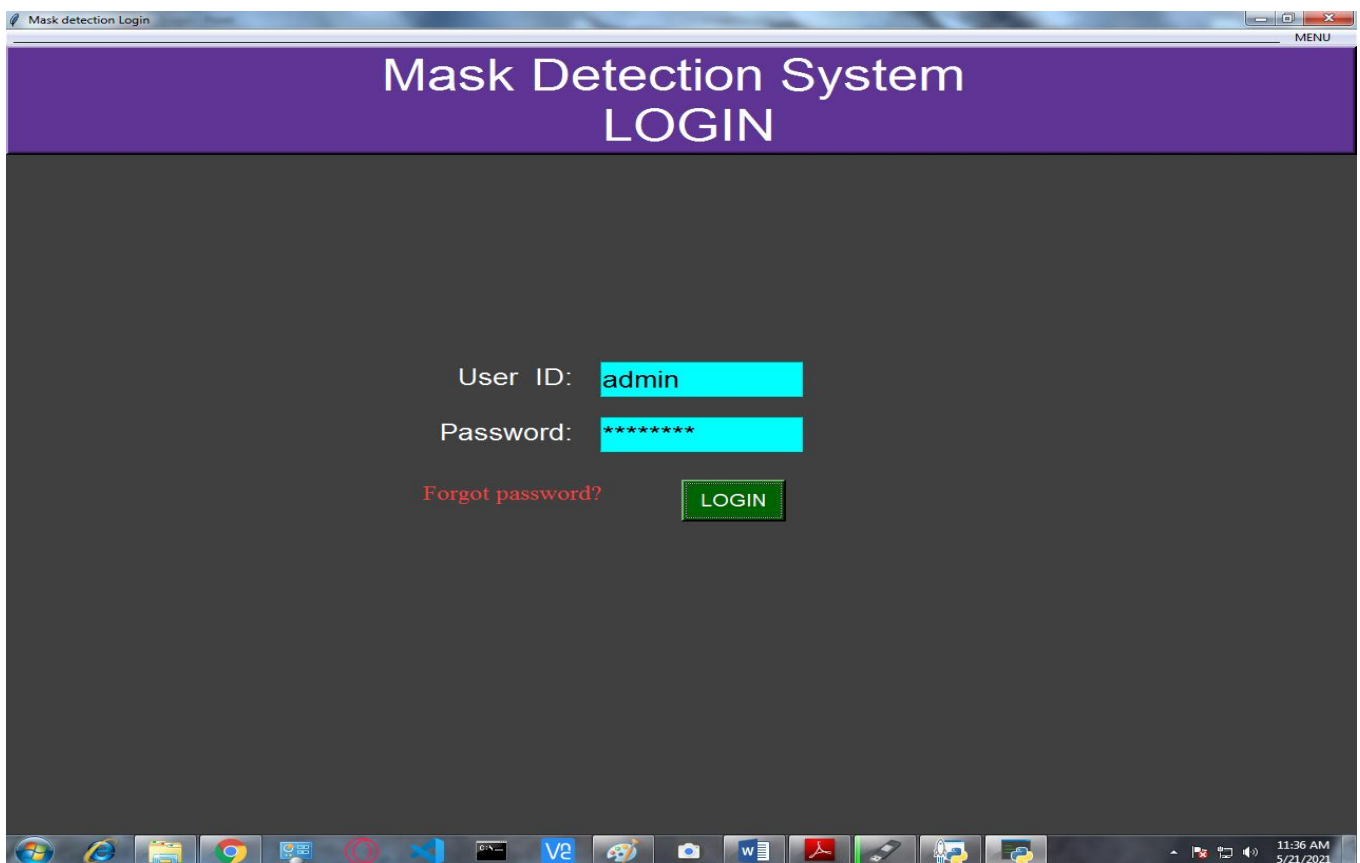 Mask detection Login
MENU
Mask Detection System
LOGIN
User ID: admin
Password: ********
Forgot password? LOGIN
11:36 AM
5/21/2021